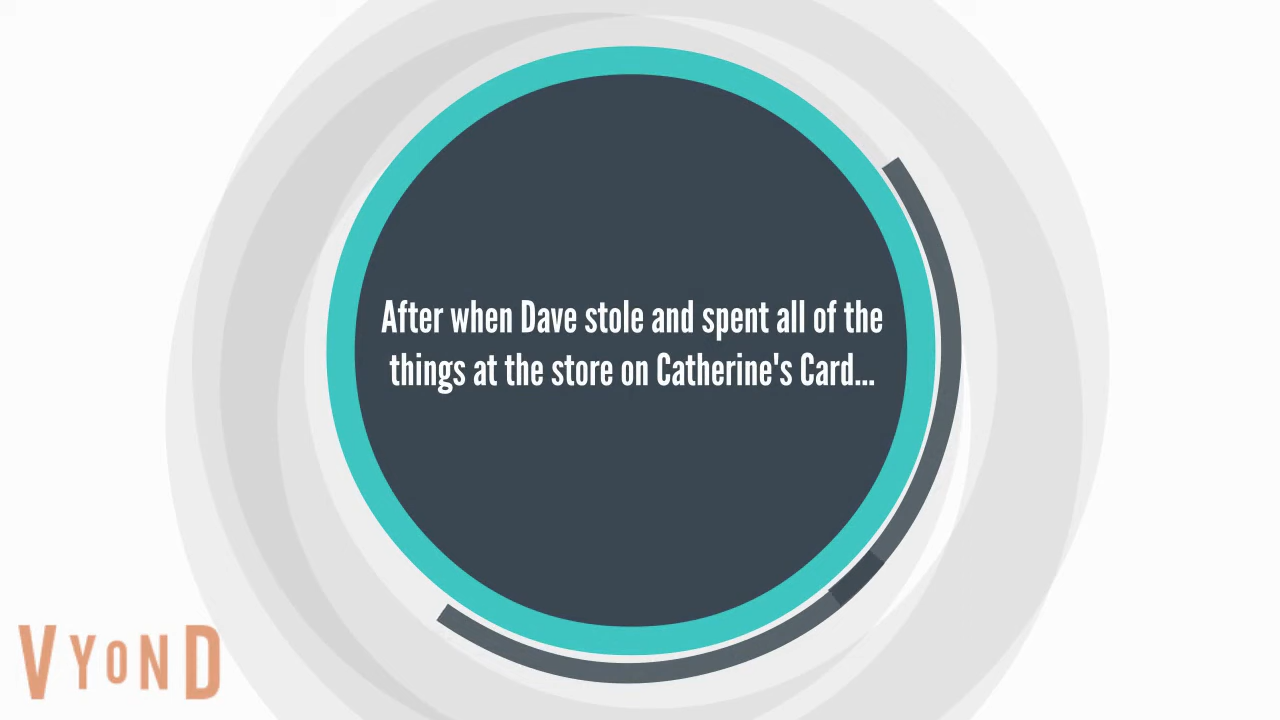 After when Dave stole and spent all of the
things at the store on Catherine's Card...
VYOND